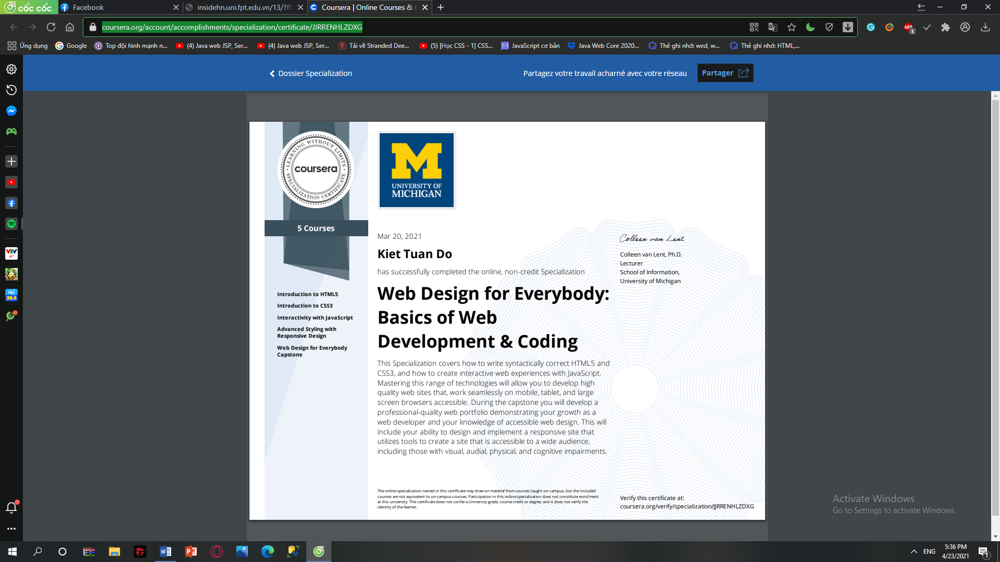 cốc cốc
Facebook
insidehn.uni.fpt.edu.vn/13/?fb
Coursera | Online Courses &
coursera.org/account/accomplishments/specialization/certificate/JJRRENHLZDXG
Ứng dụng
Google
Top đội hình mạnh n...
(4) Java web JSP, Ser...
(4) Java web JSP, Ser...
Tải về Stranded Dee...
(5) [Học CSS - 1] CSS...
JavaScript cơ bản
Java Web Core 2020...
Thẻ ghi nhớ: wed, w...
Thẻ ghi nhớ: HTML,...
Dossier Specialization
Partagez votre travail acharné avec votre réseau
Partager
LEARNING WITHOUT LIMITS
coursera
SPECIALIZATION CERTIFICATE
M
UNIVERSITY OF
MICHIGAN
5 Courses
Introduction to HTML5
Introduction to CSS3
Interactivity with JavaScript
Advanced Styling with
Responsive Design
Web Design for Everybody
Capstone
Mar 20, 2021
Kiet Tuan Do
has successfully completed the online, non-credit Specialization
Web Design for Everybody:
Basics of Web
Development & Coding
This Specialization covers how to write syntactically correct HTML5 and
CSS3, and how to create interactive web experiences with JavaScript.
Mastering this range of technologies will allow you to develop high
quality web sites that, work seamlessly on mobile, tablet, and large
screen browsers accessible. During the capstone you will develop a
professional-quality web portfolio demonstrating your growth as a
web developer and your knowledge of accessible web design. This will
include your ability to design and implement a responsive site that
utilizes tools to create a site that is accessible to a wide audience,
including those with visual, audial, physical, and cognitive impairments.
Colleen van Lent
Colleen van Lent, Ph.D.
Lecturer
School of Information,
University of Michigan
The online specialization named in this certificate may draw on material from courses taught on-campus, but the included
courses are not equivalent to on-campus courses. Participation in this online specialization does not constitute enrollment
at this university. This certificate does not confer a University grade, course credit or degree, and it does not verify the
identity of the learner.
Verify this certificate at:
coursera.org/verify/specialization/JJRRENHLZDXG
Activate Windows
Go to Settings to activate Windows.
ABP
1
VTV
go
TIKI
30.4
ENG
5:36 PM
4/23/2021
1